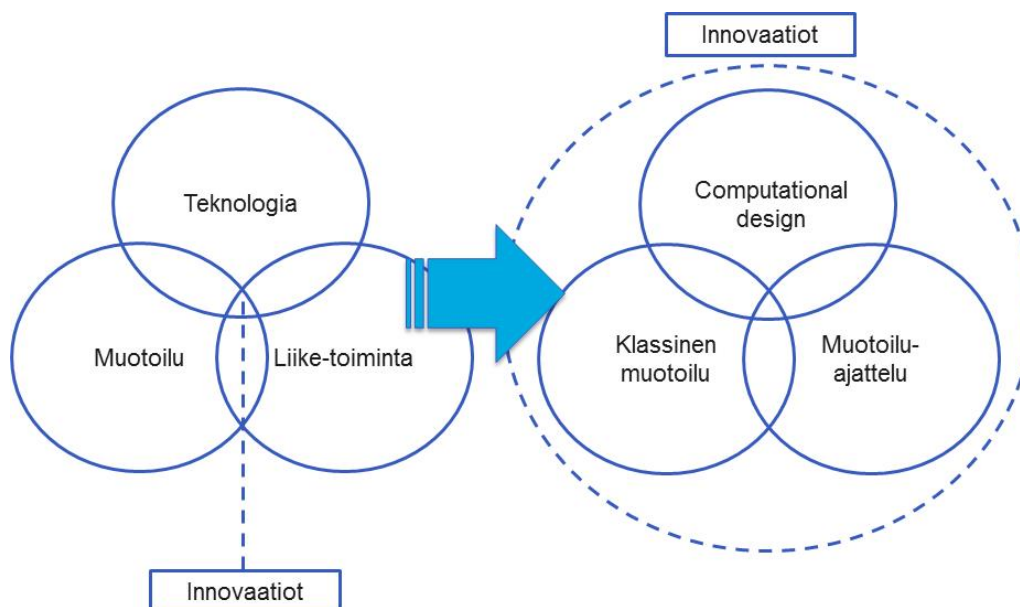 Teknologia
Muotoilu
Liike-toiminta
Innovaatiot
Innovaatiot
Computational
design
Klassinen
muotoilu
Muotoilu-
ajattelu